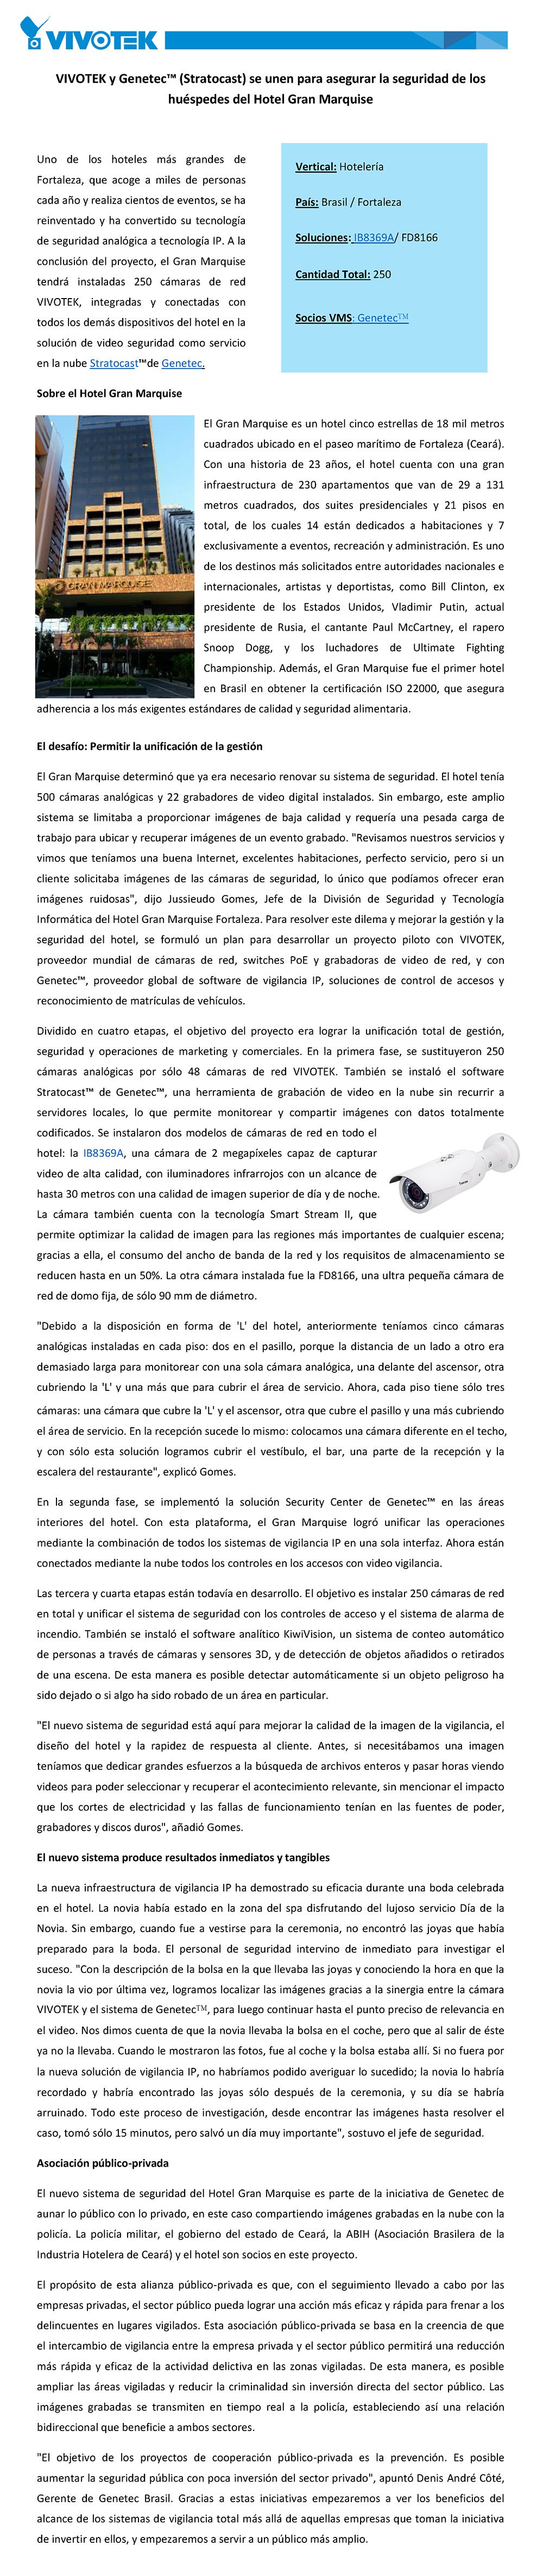 VIVOTEK
VIVOTEK y Genetec™ (Stratocast) se unen para asegurar la seguridad de los
huéspedes del Hotel Gran Marquise
Uno de los hoteles más grandes de
Fortaleza, que acoge a miles de personas
cada año y realiza cientos de eventos, se ha
reinventado y ha convertido su tecnología
de seguridad analógica a tecnología IP. A la
conclusión del proyecto, el Gran Marquise
tendrá instaladas 250 cámaras de red
VIVOTEK, integradas y conectadas con
todos los demás dispositivos del hotel en la
solución de video seguridad como servicio
en la nube Stratocast™de Genetec.
Vertical: Hotelería
País: Brasil / Fortaleza
Soluciones: IB8369A/ FD8166
Cantidad Total: 250
Socios VMS: Genetec™
Sobre el Hotel Gran Marquise
GRAN MARQUISE
El Gran Marquise es un hotel cinco estrellas de 18 mil metros
cuadrados ubicado en el paseo marítimo de Fortaleza (Ceará).
Con una historia de 23 años, el hotel cuenta con una gran
infraestructura de 230 apartamentos que van de 29 a 131
metros cuadrados, dos suites presidenciales y 21 pisos en
total, de los cuales 14 están dedicados a habitaciones y 7
exclusivamente a eventos, recreación y administración. Es uno
de los destinos más solicitados entre autoridades nacionales e
internacionales, artistas y deportistas, como Bill Clinton, ex
presidente de los Estados Unidos, Vladimir Putin, actual
presidente de Rusia, el cantante Paul McCartney, el rapero
Snoop Dogg, y los luchadores de Ultimate Fighting
Championship. Además, el Gran Marquise fue el primer hotel
en Brasil en obtener la certificación ISO 22000, que asegura
adherencia a los más exigentes estándares de calidad y seguridad alimentaria.
El desafío: Permitir la unificación de la gestión
El Gran Marquise determinó que ya era necesario renovar su sistema de seguridad. El hotel tenía
500 cámaras analógicas y 22 grabadores de video digital instalados. Sin embargo, este amplio
sistema se limitaba a proporcionar imágenes de baja calidad y requería una pesada carga de
trabajo para ubicar y recuperar imágenes de un evento grabado. "Revisamos nuestros servicios y
vimos que teníamos una buena Internet, excelentes habitaciones, perfecto servicio, pero si un
cliente solicitaba imágenes de las cámaras de seguridad, lo único que podíamos ofrecer eran
imágenes ruidosas", dijo Jussieudo Gomes, Jefe de la División de Seguridad y Tecnología
Informática del Hotel Gran Marquise Fortaleza. Para resolver este dilema y mejorar la gestión y la
seguridad del hotel, se formuló un plan para desarrollar un proyecto piloto con VIVOTEK,
proveedor mundial de cámaras de red, switches PoE y grabadoras de video de red, y con
Genetec™, proveedor global de software de vigilancia IP, soluciones de control de accesos y
reconocimiento de matrículas de vehículos.
Dividido en cuatro etapas, el objetivo del proyecto era lograr la unificación total de gestión,
seguridad y operaciones de marketing y comerciales. En la primera fase, se sustituyeron 250
cámaras analógicas por sólo 48 cámaras de red VIVOTEK. También se instaló el software
Stratocast™ de Genetec™, una herramienta de grabación de video en la nube sin recurrir a
servidores locales, lo que permite monitorear y compartir imágenes con datos totalmente
codificados. Se instalaron dos modelos de cámaras de red en todo el
hotel: la IB8369A, una cámara de 2 megapíxeles capaz de capturar
video de alta calidad, con iluminadores infrarrojos con un alcance de
hasta 30 metros con una calidad de imagen superior de día y de noche.
La cámara también cuenta con la tecnología Smart Stream II, que
permite optimizar la calidad de imagen para las regiones más importantes de cualquier escena;
gracias a ella, el consumo del ancho de banda de la red y los requisitos de almacenamiento se
reducen hasta en un 50%. La otra cámara instalada fue la FD8166, una ultra pequeña cámara de
red de domo fija, de sólo 90 mm de diámetro.
"Debido a la disposición en forma de 'L' del hotel, anteriormente teníamos cinco cámaras
analógicas instaladas en cada piso: dos en el pasillo, porque la distancia de un lado a otro era
demasiado larga para monitorear con una sola cámara analógica, una delante del ascensor, otra
cubriendo la 'L' y una más para cubrir el área de servicio. Ahora, cada piso tiene sólo tres
cámaras: una cámara que cubre la 'L' y el ascensor, otra que cubre el pasillo y una más cubriendo
el área de servicio. En la recepción sucede lo mismo: colocamos una cámara diferente en el techo,
y con sólo esta solución logramos cubrir el vestíbulo, el bar, una parte de la recepción y la
escalera del restaurante", explicó Gomes.
En la segunda fase, se implementó la solución Security Center de Genetec™ en las áreas
interiores del hotel. Con esta plataforma, el Gran Marquise logró unificar las operaciones
mediante la combinación de todos los sistemas de vigilancia IP en una sola interfaz. Ahora están
conectados mediante la nube todos los controles en los accesos con video vigilancia.
Las tercera y cuarta etapas están todavía en desarrollo. El objetivo es instalar 250 cámaras de red
en total y unificar el sistema de seguridad con los controles de acceso y el sistema de alarma de
incendio. También se instaló el software analítico KiwiVision, un sistema de conteo automático
de personas a través de cámaras y sensores 3D, y de detección de objetos añadidos o retirados
de una escena. De esta manera es posible detectar automáticamente si un objeto peligroso ha
sido dejado o si algo ha sido robado de un área en particular.
"El nuevo sistema de seguridad está aquí para mejorar la calidad de la imagen de la vigilancia, el
diseño del hotel y la rapidez de respuesta al cliente. Antes, si necesitábamos una imagen
teníamos que dedicar grandes esfuerzos a la búsqueda de archivos enteros y pasar horas viendo
videos para poder seleccionar y recuperar el acontecimiento relevante, sin mencionar el impacto
que los cortes de electricidad y las fallas de funcionamiento tenían en las fuentes de poder,
grabadores y discos duros", añadió Gomes.
El nuevo sistema produce resultados inmediatos y tangibles
La nueva infraestructura de vigilancia IP ha demostrado su eficacia durante una boda celebrada
en el hotel. La novia había estado en la zona del spa disfrutando del lujoso servicio Día de la
Novia. Sin embargo, cuando fue a vestirse para la ceremonia, no encontró las joyas que había
preparado para la boda. El personal de seguridad intervino de inmediato para investigar el
suceso. "Con la descripción de la bolsa en la que llevaba las joyas y conociendo la hora en que la
novia la vio por última vez, logramos localizar las imágenes gracias a la sinergia entre la cámara
VIVOTEK y el sistema de Genetec™, para luego continuar hasta el punto preciso de relevancia en
el video. Nos dimos cuenta de que la novia llevaba la bolsa en el coche, pero que al salir de éste
ya no la llevaba. Cuando le mostraron las fotos, fue al coche y la bolsa estaba allí. Si no fuera por
la nueva solución de vigilancia IP, no habríamos podido averiguar lo sucedido; la novia lo habría
recordado y habría encontrado las joyas sólo después de la ceremonia, y su día se habría
arruinado. Todo este proceso de investigación, desde encontrar las imágenes hasta resolver el
caso, tomó sólo 15 minutos, pero salvó un día muy importante", sostuvo el jefe de seguridad.
Asociación público-privada
El nuevo sistema de seguridad del Hotel Gran Marquise es parte de la iniciativa de Genetec de
aunar lo público con lo privado, en este caso compartiendo imágenes grabadas en la nube con la
policía. La policía militar, el gobierno del estado de Ceará, la ABIH (Asociación Brasilera de la
Industria Hotelera de Ceará) y el hotel son socios en este proyecto.
El propósito de esta alianza público-privada es que, con el seguimiento llevado a cabo por las
empresas privadas, el sector público pueda lograr una acción más eficaz y rápida para frenar a los
delincuentes en lugares vigilados. Esta asociación público-privada se basa en la creencia de que
el intercambio de vigilancia entre la empresa privada y el sector público permitirá una reducción
más rápida y eficaz de la actividad delictiva en las zonas vigiladas. De esta manera, es posible
ampliar las áreas vigiladas y reducir la criminalidad sin inversión directa del sector público. Las
imágenes grabadas se transmiten en tiempo real a la policía, estableciendo así una relación
bidireccional que beneficie a ambos sectores.
"El objetivo de los proyectos de cooperación público-privada es la prevención. Es posible
aumentar la seguridad pública con poca inversión del sector privado", apuntó Denis André Côté,
Gerente de Genetec Brasil. Gracias a estas iniciativas empezaremos a ver los beneficios del
alcance de los sistemas de vigilancia total más allá de aquellas empresas que toman la iniciativa
de invertir en ellos, y empezaremos a servir a un público más amplio.